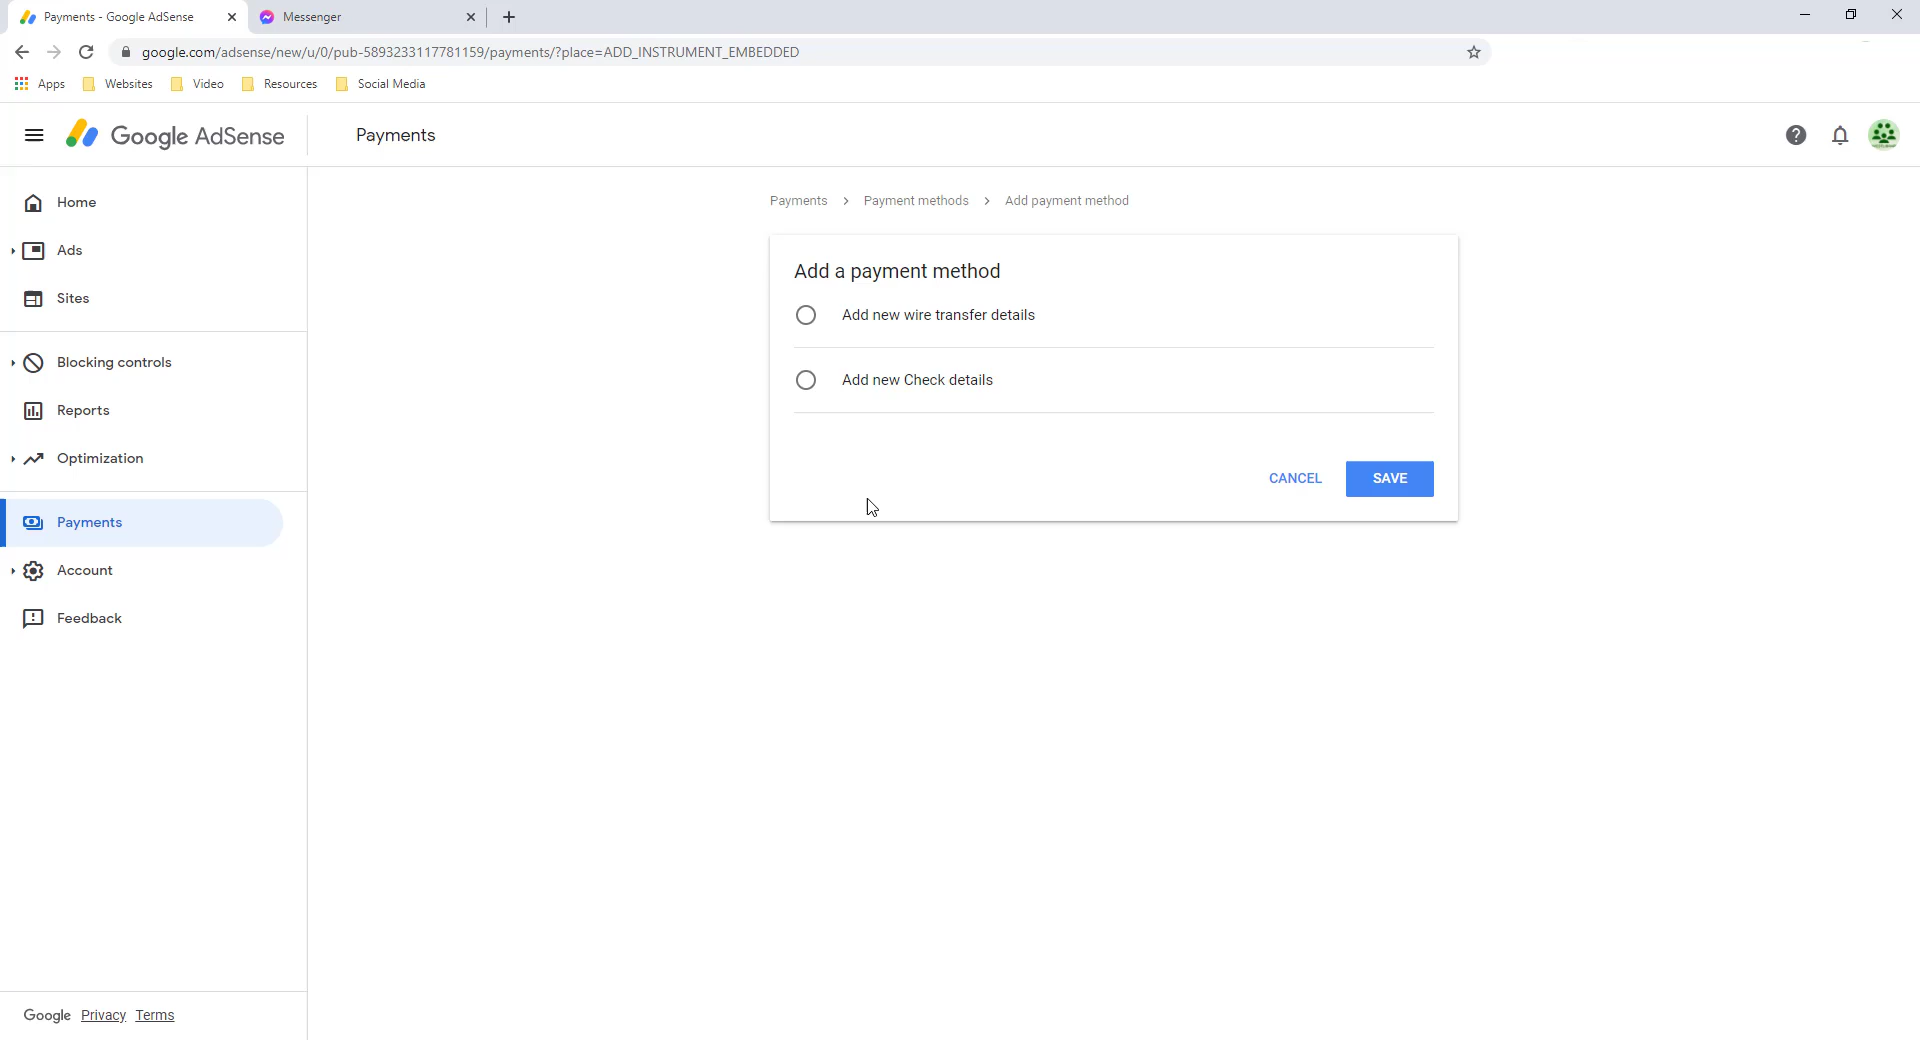 Payments - Google AdSense
Messenger
google.com/adsense/new/u/0/pub-5893233117781159/payments/?place=ADD_INSTRUMENT_EMBEDDED
Apps Websites Video Resources Social Media
Google AdSense
Payments
Home
Ads
Sites
Blocking controls
Reports
Optimization
Payments
Account
Feedback
Google Privacy Terms
Payments > Payment methods > Add payment method
Add a payment method
Add new wire transfer details
Add new Check details
CANCEL SAVE